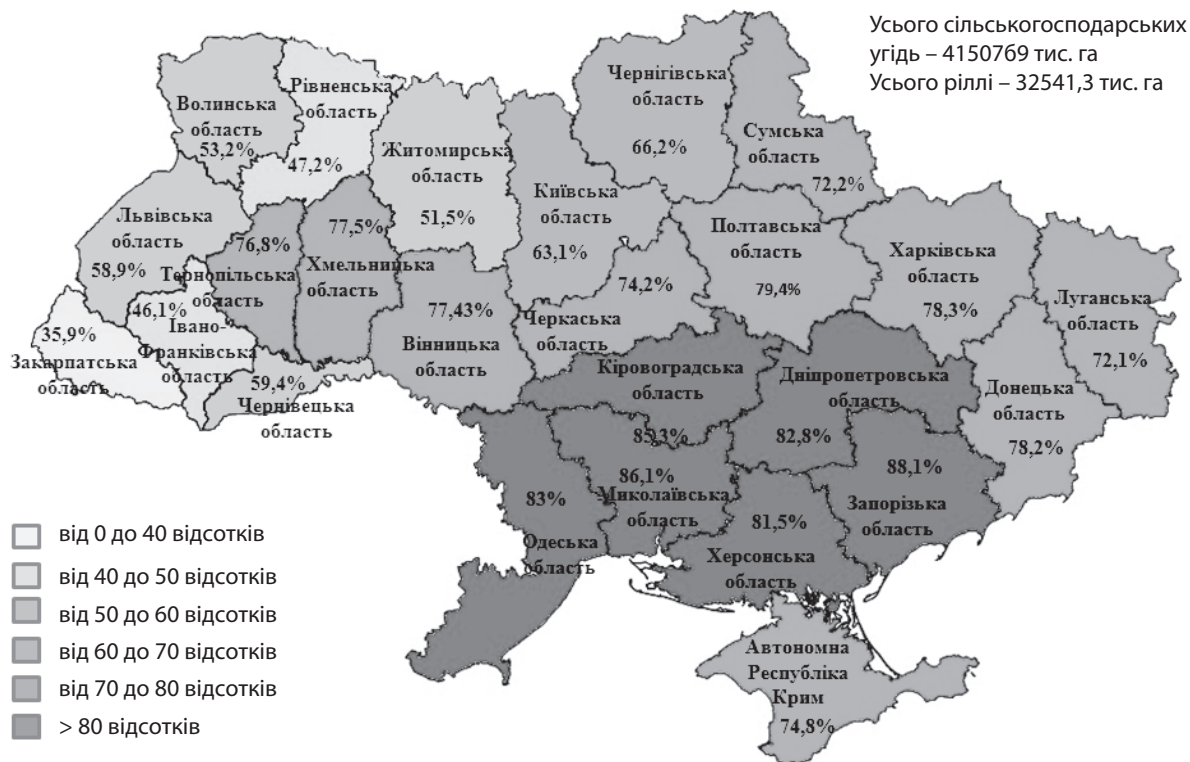 Усього сільськогосподарських
угідь – 4150769 тис. га
Усього ріллі – 32541,3 тис. га
Волинська
область
53,2%
Рівненська
область
47,2%
Житомирська
область
51,5%
Чернігівська
область
66,2%
Сумська
область
72,2%
Київська
область
63,1%
Львівська
область
58,9%
76,8%
Тернопільська
область
77,5%
Хмельницька
область
Полтавська
область
79,4%
Харківська
область
78,3%
Луганська
область
72,1%
74,2%
Черкаська
область
77,43%
Вінницька
область
46,1%
Івано-
Франківська
область
35,9%
Закарпатська
область
59,4%
Чернівецька
область
Кіровоградська
область
85,3%
Дніпропетровська
область
82,8%
Донецька
область
78,2%
88,1%
Запорізька
область
86,1%
Миколаївська
область
83%
Одеська
область
81,5%
Херсонська
область
Автономна
Республіка
Крим
74,8%
від 0 до 40 відсотків
від 40 до 50 відсотків
від 50 до 60 відсотків
від 60 до 70 відсотків
від 70 до 80 відсотків
> 80 відсотків